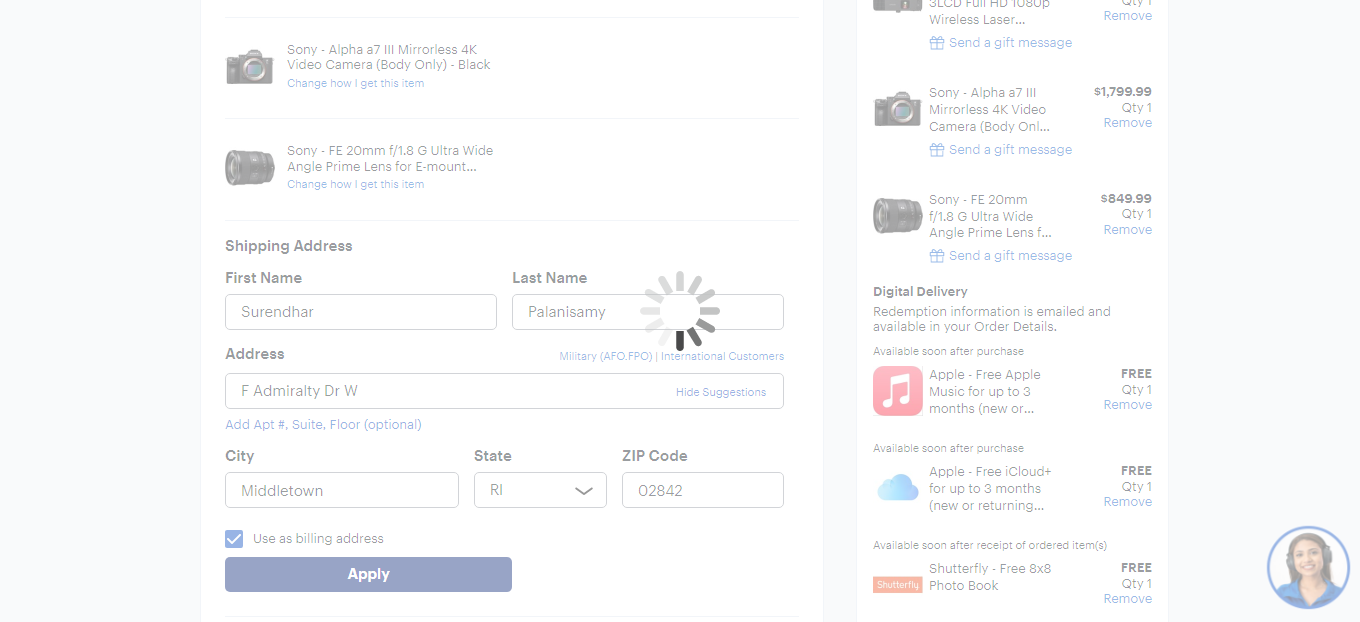 Sony - Alpha a7 III Mirrorless 4K
Video Camera (Body Only) - Black
Change how I get this item
Sony - FE 20mm f/1.8 G Ultra Wide
Angle Prime Lens for E-mount...
Change how I get this item
Shipping Address
First Name
Last Name
Surendhar
Palanisamy
Address
Military (AFO.FPO) | International Customers
F Admiralty Dr W
Hide Suggestions
Add Apt #, Suite, Floor (optional)
City
State
ZIP Code
Middletown
RI
02842
Use as billing address
Apply
3LCD Full HD 1080p
Wireless Laser...
Qty 1
Remove
Send a gift message
Sony - Alpha a7 III
Mirrorless 4K Video
Camera (Body Onl...
$1,799.99
Qty 1
Remove
Send a gift message
Sony - FE 20mm
f/1.8 G Ultra Wide
Angle Prime Lens f...
$849.99
Qty 1
Remove
Send a gift message
Digital Delivery
Redemption information is emailed and
available in your Order Details.
Available soon after purchase
Apple - Free Apple
Music for up to 3
months (new or...
FREE
Qty 1
Remove
Available soon after purchase
Apple - Free iCloud+
for up to 3 months
(new or returning...
FREE
Qty 1
Remove
Available soon after receipt of ordered item(s)
Shutterfly
Shutterfly - Free 8x8
Photo Book
FREE
Qty 1
Remove